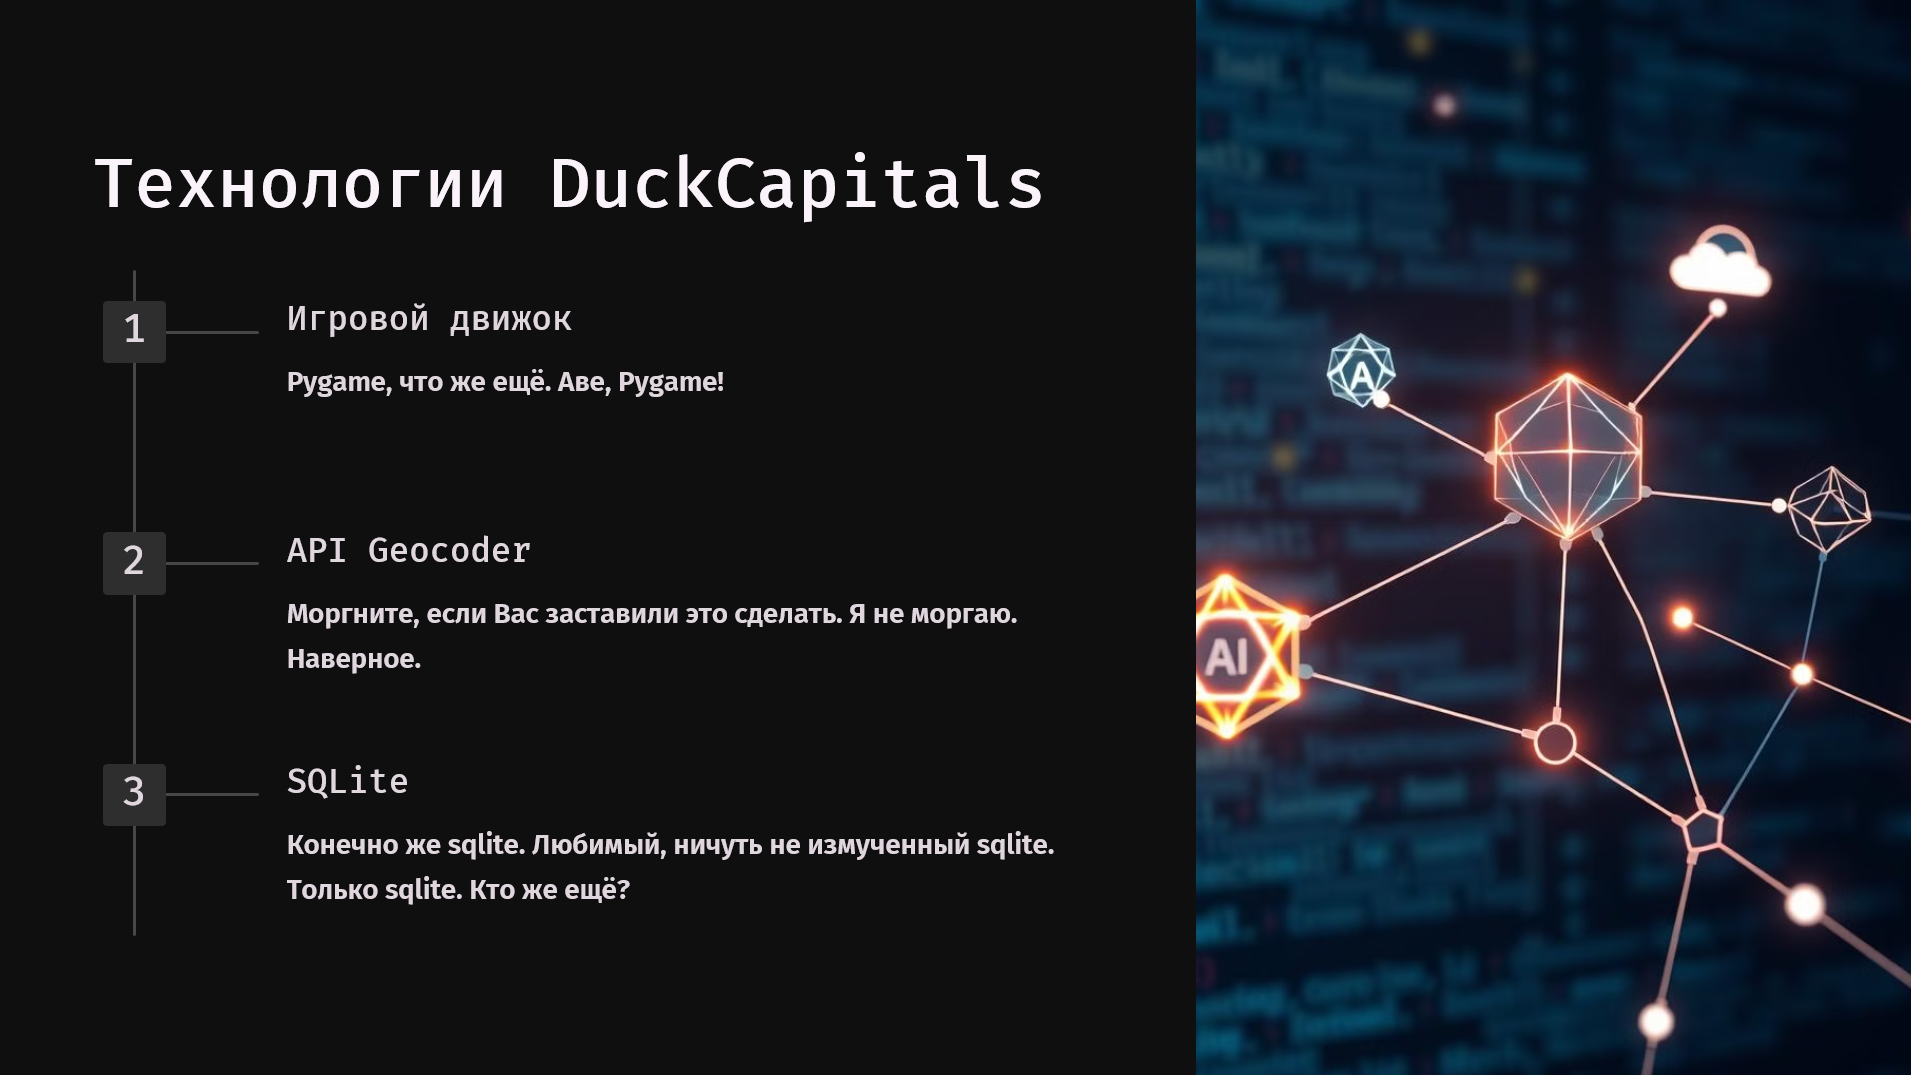 Технологии DuckCapitals
1
Игровой движок
Pygame, что же ещё. Аве, Pygame!
2
API Geocoder
Моргните, если Вас заставили это сделать. Я не моргаю.
Наверное.
3
SQLite
Конечно же sqlite. Любимый, ничуть не измученный sqlite.
Только sqlite. Кто же ещё?
A
AI